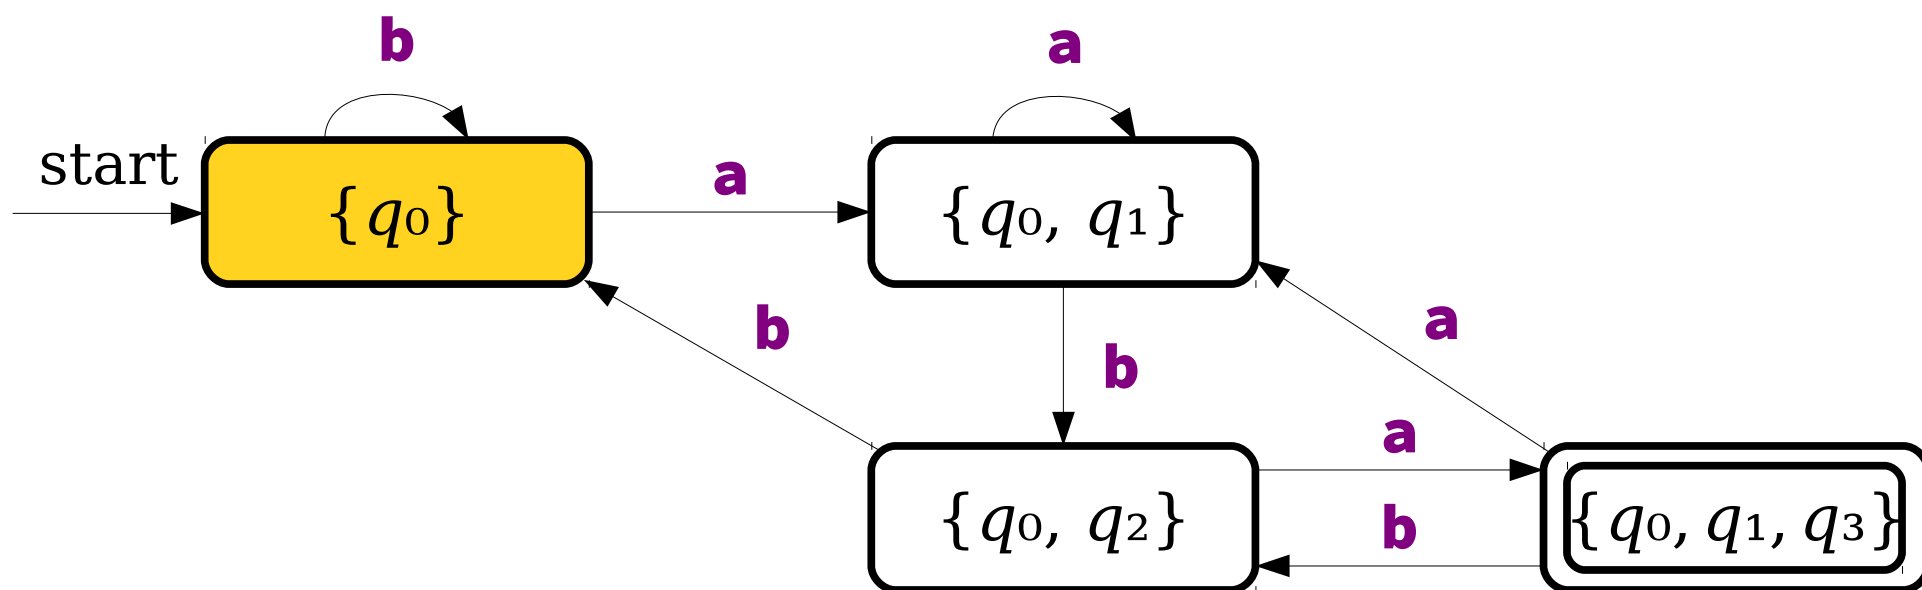 b
a
start
a
{q₀}
{q₀, q₁}
b
a
b
a
{q₀, q₂}
b
{q₀, q₁, q₃}